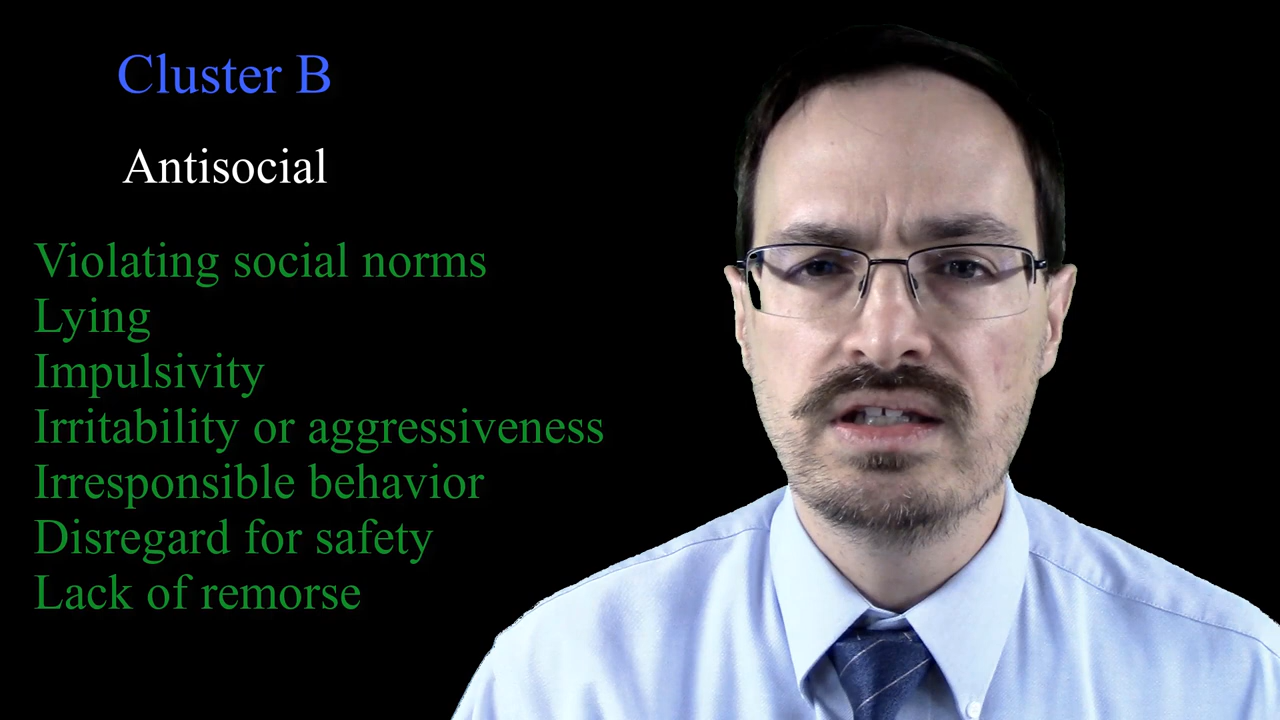 Cluster B
Antisocial
Violating social norms
Lying
Impulsivity
Irritability or aggressiveness
Irresponsible behavior
Disregard for safety
Lack of remorse